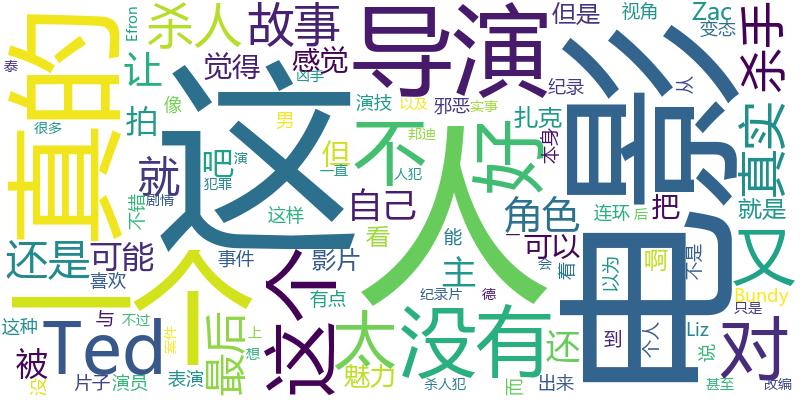 泰
Efron
杀人
故事
导演
但是
视角
Zac
变态
杀手
真的
很多
让
觉得
感觉
凶手
拍
像
演技
以及
邪恶
实事
纪录
从
这
男
不
好
扎克
本身
电影
真实
邦迪
人犯
就
吧
演
但
一直
人
不错
剧情
犯罪
这样
自己
角色
连环
后
把
就是
还是
可能
一个
事件
这个
影片
看
能
主
一
可以
会
着
以为
啊
不是
又
喜欢
有点
纪录片
德
Bundy
只是
这种
与
不过
Ted
最后
上
想
太
没有
还
到
个人
Liz
说
对
被
没
案件
片子
演员
表演
魅力
杀人犯
而
出来
甚至
改编